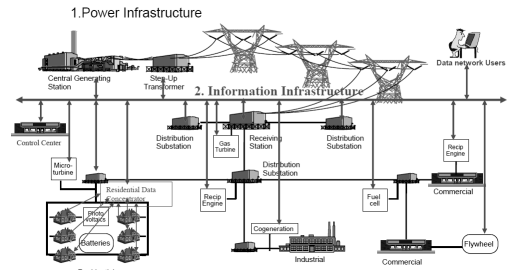 1.Power Infrastructure
Central Generating
Station
Step-Up
Transformer
Data network Users
2. Information Infrastructure
Control Center
Distribution
Substation
Gas
Turbine
Receiving
Station
Distribution
Substation
Recip
Engine
Micro-
turbine
Distribution
Substation
Residential Data
Concentrator
Recip
Engine
Fuel
cell
Commercial
Photo
voltaics
Batteries
Cogeneration
Industrial
Commercial
Flywheel